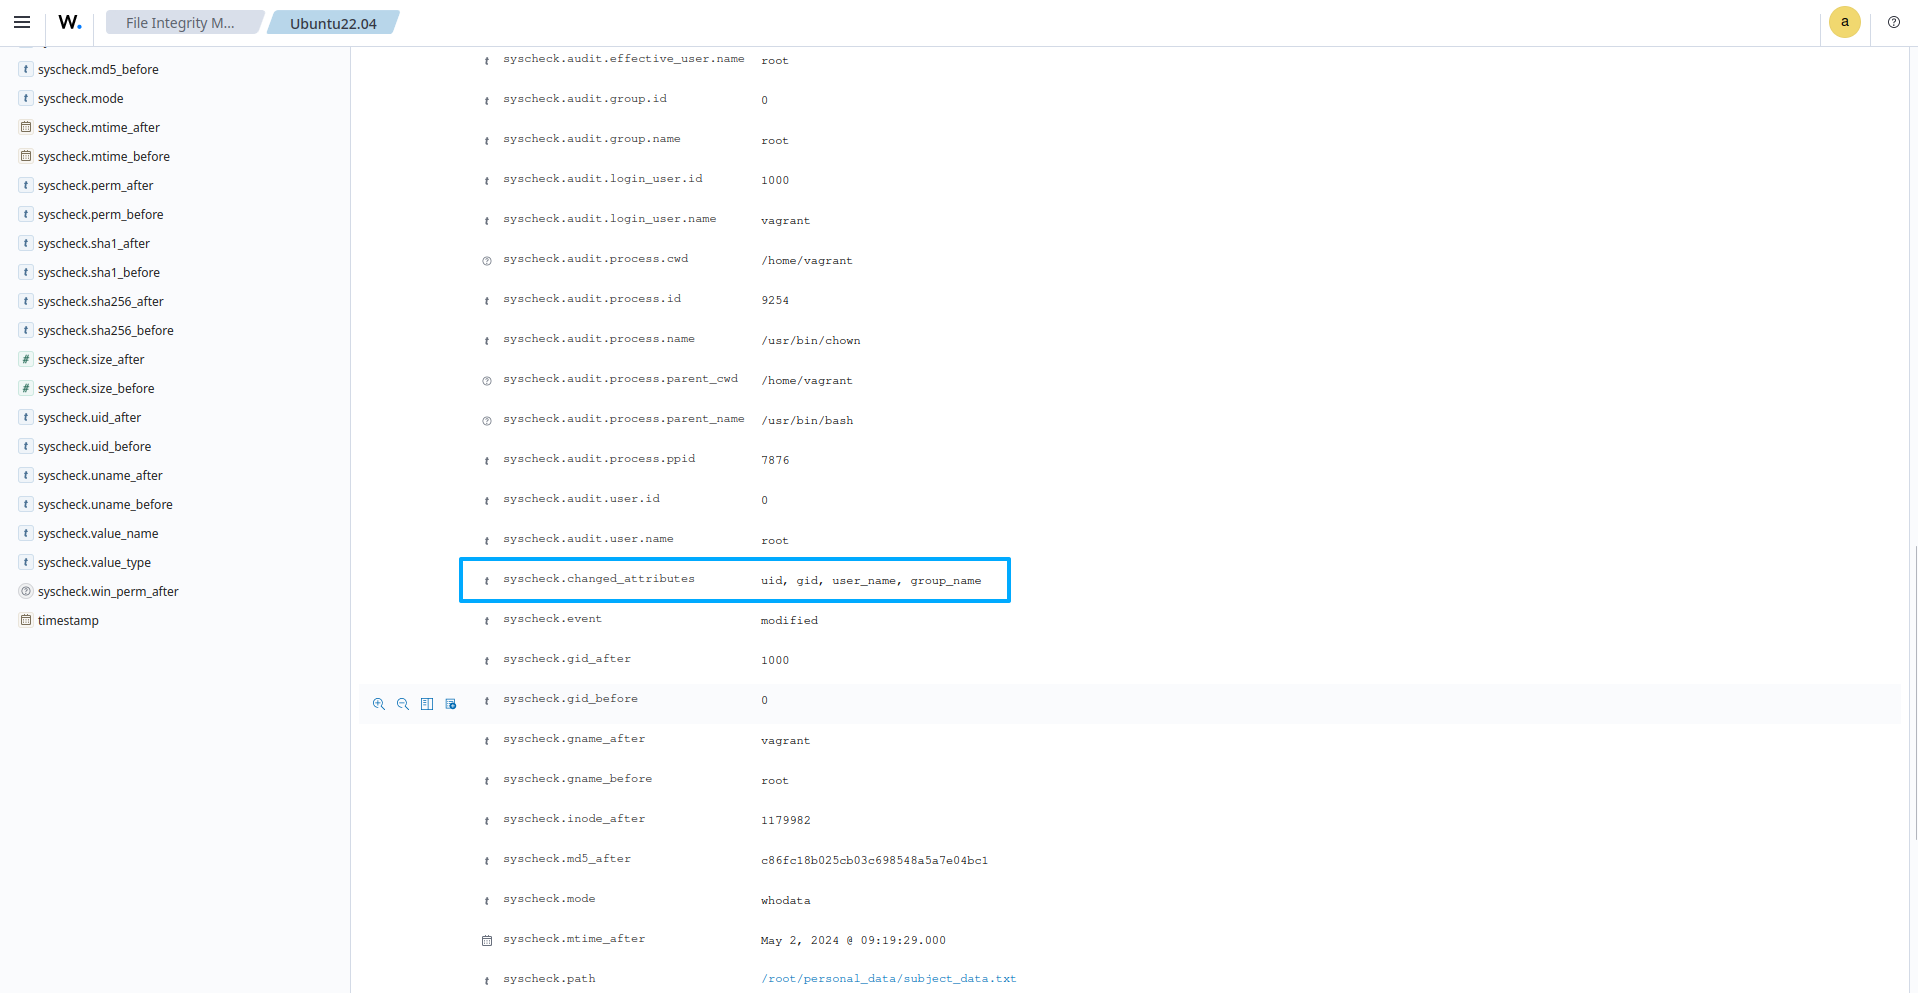 W.
File Integrity M...
Ubuntu22.04
a
syscheck.md5_before
syscheck.mode
syscheck.mtime_after
syscheck.mtime_before
syscheck.perm_after
syscheck.perm_before
syscheck.sha1_after
syscheck.sha1_before
syscheck.sha256_after
syscheck.sha256_before
syscheck.size_after
syscheck.size_before
syscheck.uid_after
syscheck.uid_before
syscheck.uname_after
syscheck.uname_before
syscheck.value_name
syscheck.value_type
syscheck.win_perm_after
timestamp
syscheck.audit.effective_user.name root
syscheck.audit.group.id 0
syscheck.audit.group.name root
syscheck.audit.login_user.id 1000
syscheck.audit.login_user.name vagrant
syscheck.audit.process.cwd /home/vagrant
syscheck.audit.process.id 9254
syscheck.audit.process.name /usr/bin/chown
syscheck.audit.process.parent_cwd /home/vagrant
syscheck.audit.process.parent_name /usr/bin/bash
syscheck.audit.process.ppid 7876
syscheck.audit.user.id 0
syscheck.audit.user.name root
syscheck.changed_attributes uid, gid, user_name, group_name
syscheck.event modified
syscheck.gid_after 1000
syscheck.gid_before 0
syscheck.gname_after vagrant
syscheck.gname_before root
syscheck.inode_after 1179982
syscheck.md5_after c86fc18b025cb03c698548a5a7e04bc1
syscheck.mode whodata
syscheck.mtime_after May 2, 2024 @ 09:19:29.000
syscheck.path /root/personal_data/subject_data.txt